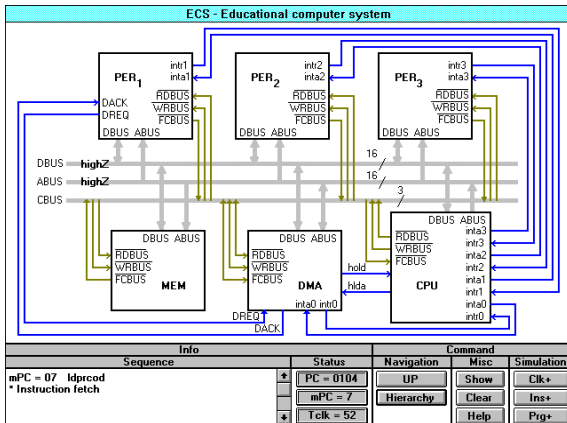 ECS - Educational computer system
PER1
intr1
inta1
DACK
DREQ
RDBUS
WRBUS
FCBUS
DBUS ABUS
PER2
intr2
inta2
RDBUS
WRBUS
FCBUS
DBUS ABUS
PER3
intr3
inta3
RDBUS
WRBUS
FCBUS
DBUS ABUS
DBUS highZ 16
ABUS highZ 16
CBUS 3
DBUS ABUS
RDBUS
WRBUS
FCBUS
MEM
DBUS ABUS
RDBUS
WRBUS
FCBUS
DMA
inta0 intr0
DREQ
DACK
hold
hlda
DBUS ABUS
RDBUS
WRBUS
FCBUS
CPU
inta3
intr3
inta2
intr2
inta1
intr1
inta0
intr0
Info Command
Sequence Status Navigation Misc Simulation
mPC = 07 ldprcod
* Instruction fetch
PC = 0104
mPC = 7
Tclk = 52
UP
Hierarchy
Show
Clear
Help
Clk+
Ins+
Prg+